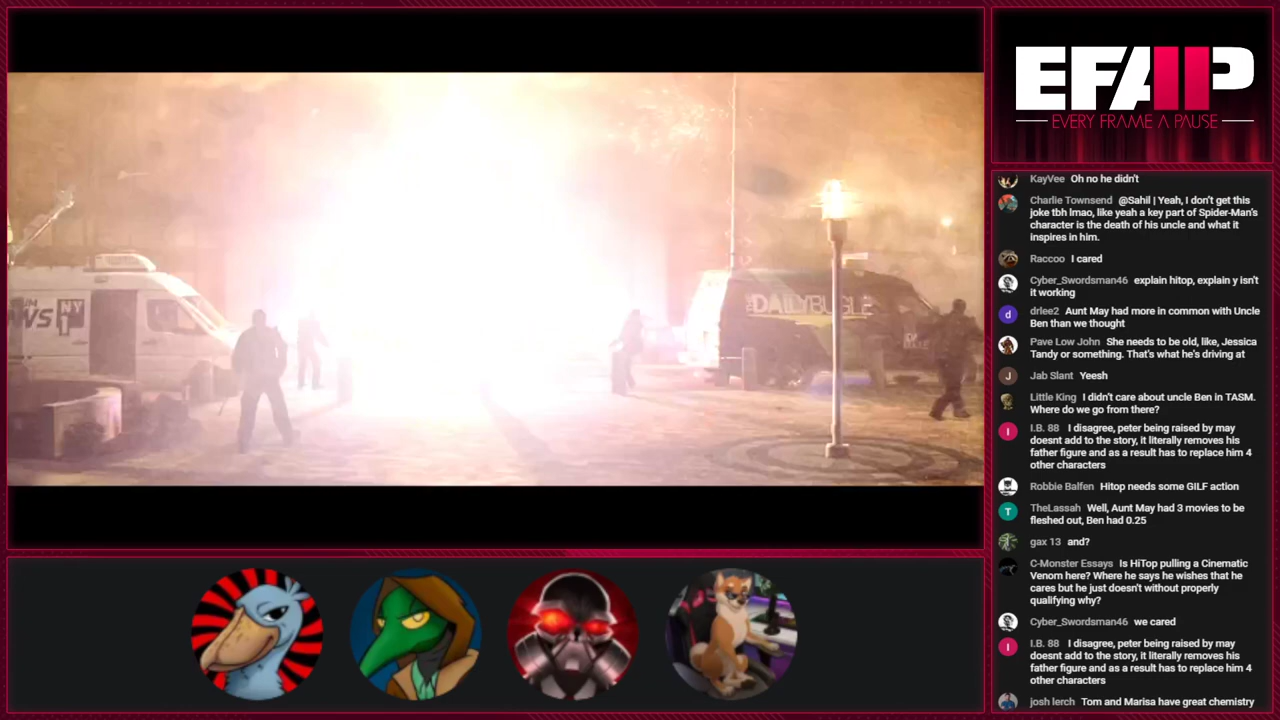 WS
NY
1
DAILY BUGLE
EFAP
EVERY FRAME A PAUSE
KayVee Oh no he didn't
Charlie Townsend @Sahil | Yeah, I don't get this
joke tbh lmao, like yeah a key part of Spider-Man's
character is the death of his uncle and what it
inspires in him.
Raccoo I cared
Cyber_Swordsman46 explain hitop, explain y isn't
it working
d
drlee2 Aunt May had more in common with Uncle
Ben than we thought
Pave Low John She needs to be old, like, Jessica
Tandy or something. That's what he's driving at
J
Jab Slant Yeesh
Little King I didn't care about uncle Ben in TASM.
Where do we go from there?
I
I.B. 88 I disagree, peter being raised by may
doesnt add to the story, it literally removes his
father figure and as a result has to replace him 4
other characters
Robbie Balfen Hitop needs some GILF action
T
TheLassah Well, Aunt May had 3 movies to be
fleshed out, Ben had 0.25
gax 13 and?
C-Monster Essays Is HiTop pulling a Cinematic
Venom here? Where he says he wishes that he
cares but he just doesn't without properly
qualifying why?
Cyber_Swordsman46 we cared
I
I.B. 88 I disagree, peter being raised by may
doesnt add to the story, it literally removes his
father figure and as a result has to replace him 4
other characters
josh lerch Tom and Marisa have great chemistry